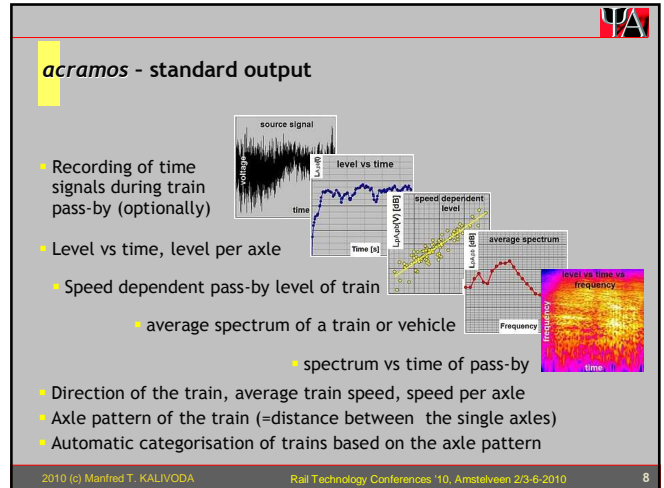 ΨA
acramos - standard output
source signal
voltage
time
level vs time
Time [s]
speed dependent
level
LpApb(V) [dB]
average spectrum
Frequency
level vs time vs
frequency
frequency
time
Recording of time
signals during train
pass-by (optionally)
Level vs time, level per axle
Speed dependent pass-by level of train
average spectrum of a train or vehicle
spectrum vs time of pass-by
Direction of the train, average train speed, speed per axle
Axle pattern of the train (=distance between the single axles)
Automatic categorisation of trains based on the axle pattern
2010 (c) Manfred T. KALIVODA
Rail Technology Conferences '10, Amstelveen 2/3-6-2010
8